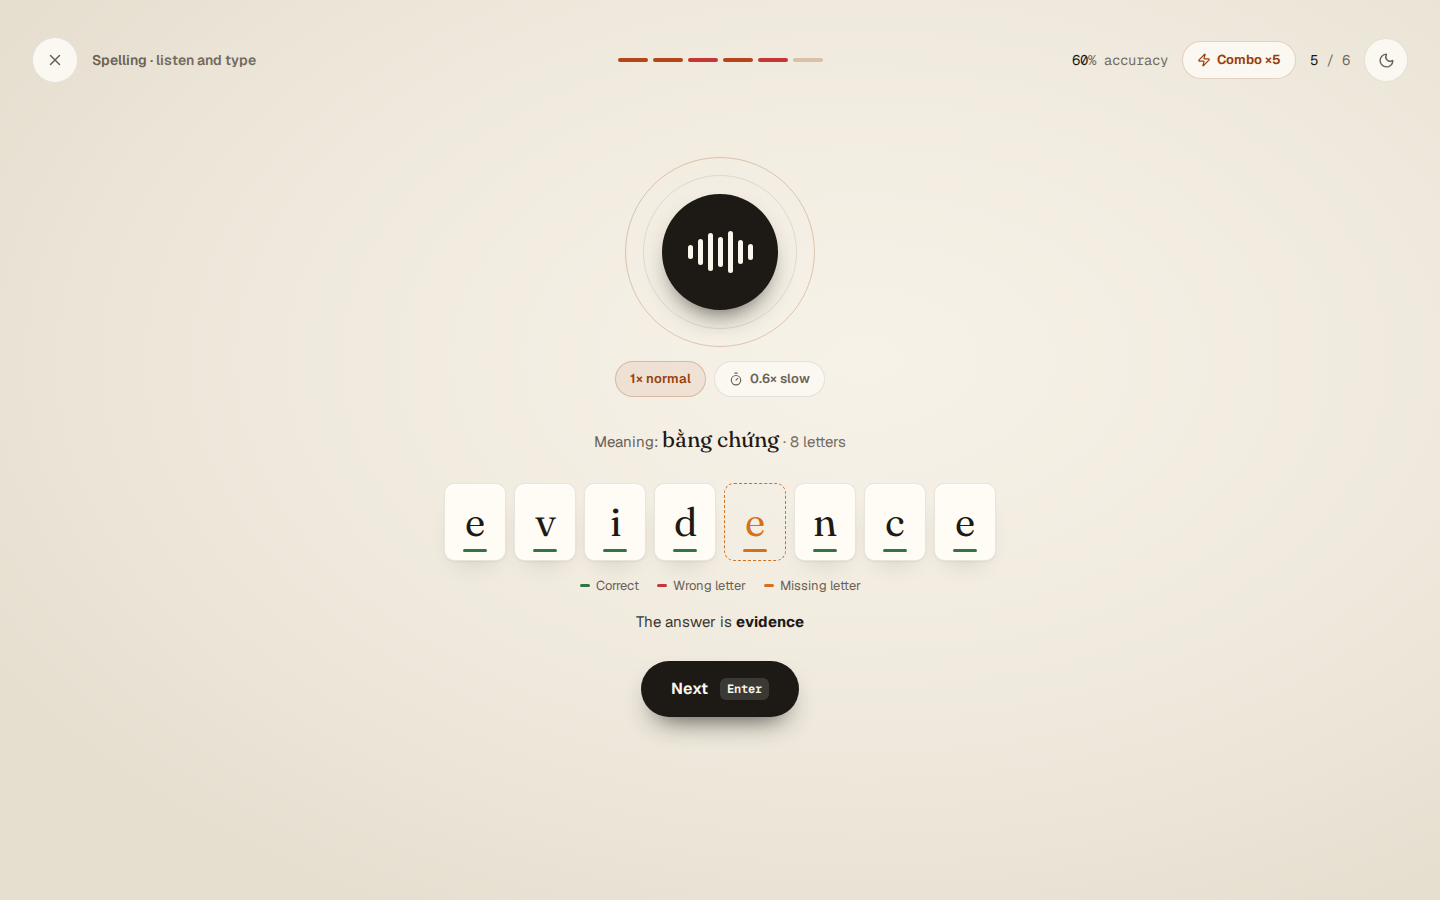 Spelling · listen and type
60% accuracy
Combo ×5
5 / 6
1× normal
0.6× slow
Meaning: bằng chứng · 8 letters
e v i d e n c e
Correct
Wrong letter
Missing letter
The answer is evidence
Next Enter